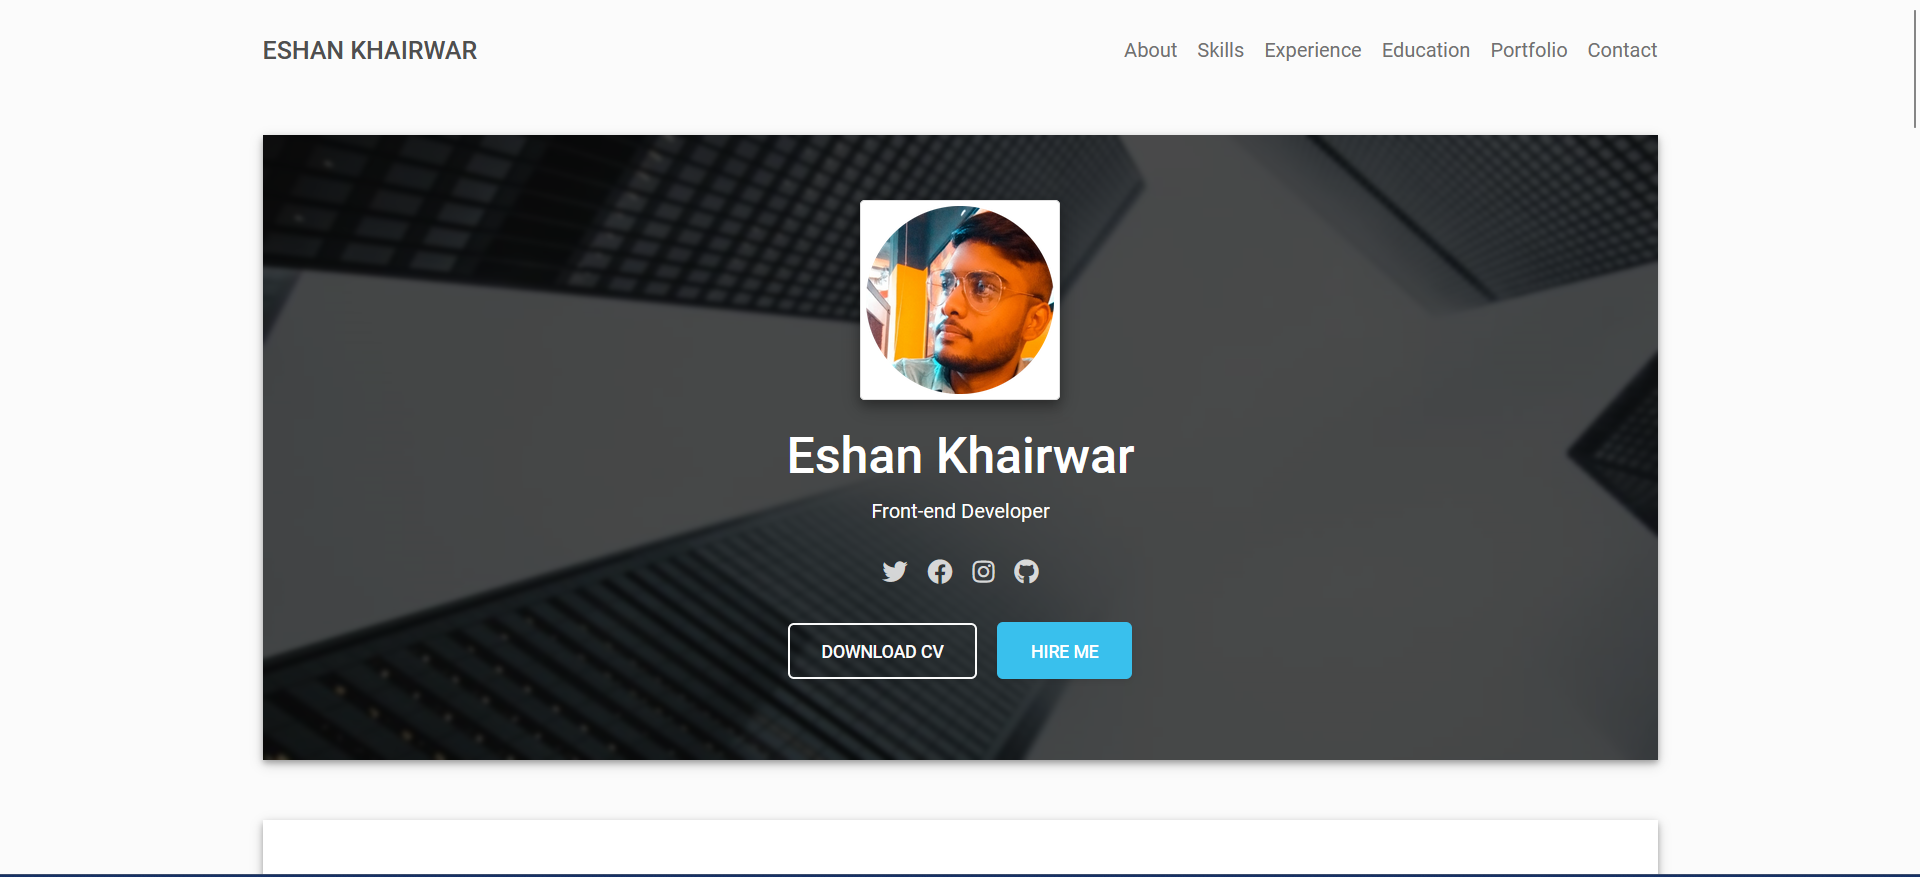 ESHAN KHAIRWAR
About Skills Experience Education Portfolio Contact
Eshan Khairwar
Front-end Developer
DOWNLOAD CV
HIRE ME